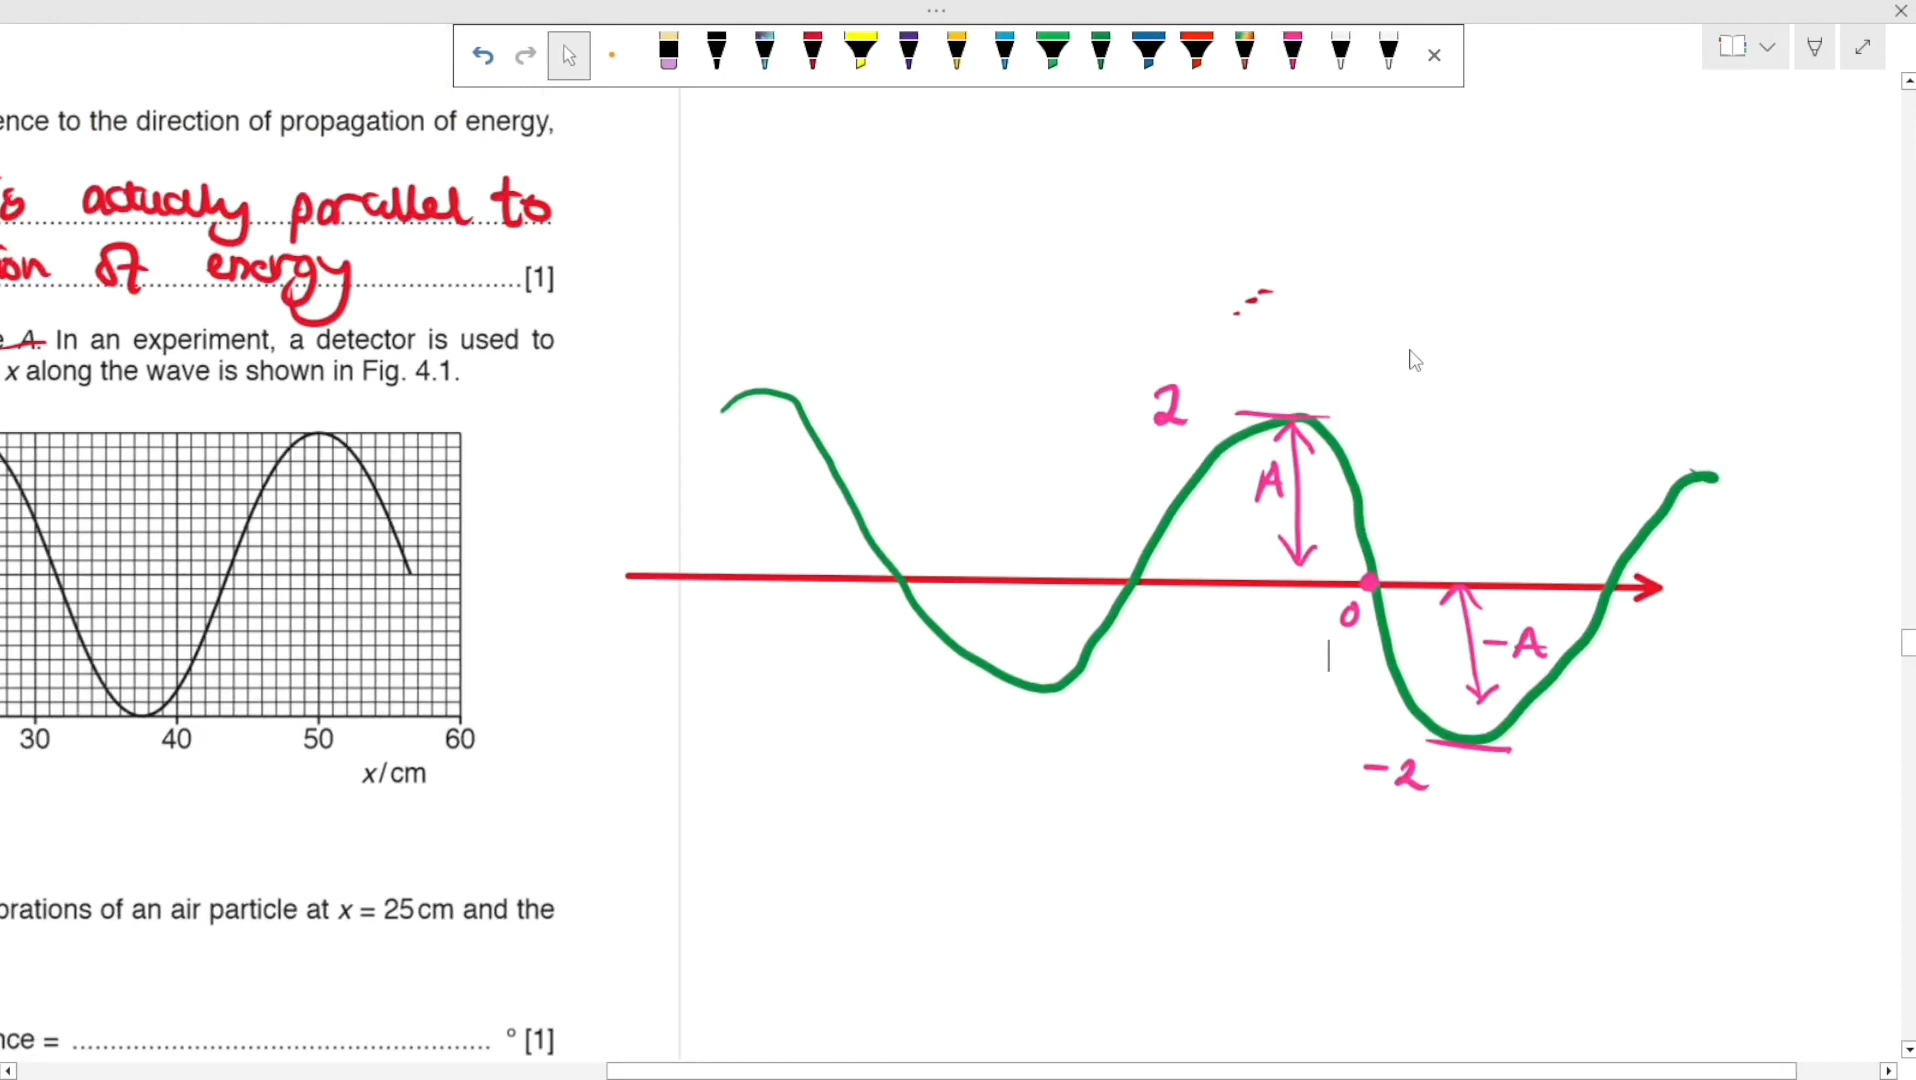 ence to the direction of propagation of energy,
s actually parallel to
ion of energy
[1]
e A. In an experiment, a detector is used to
x along the wave is shown in Fig. 4.1.
30 40 50 60
x/cm
brations of an air particle at x = 25 cm and the
nce = ........................................................ ° [1]
2
A
0
-A
-2